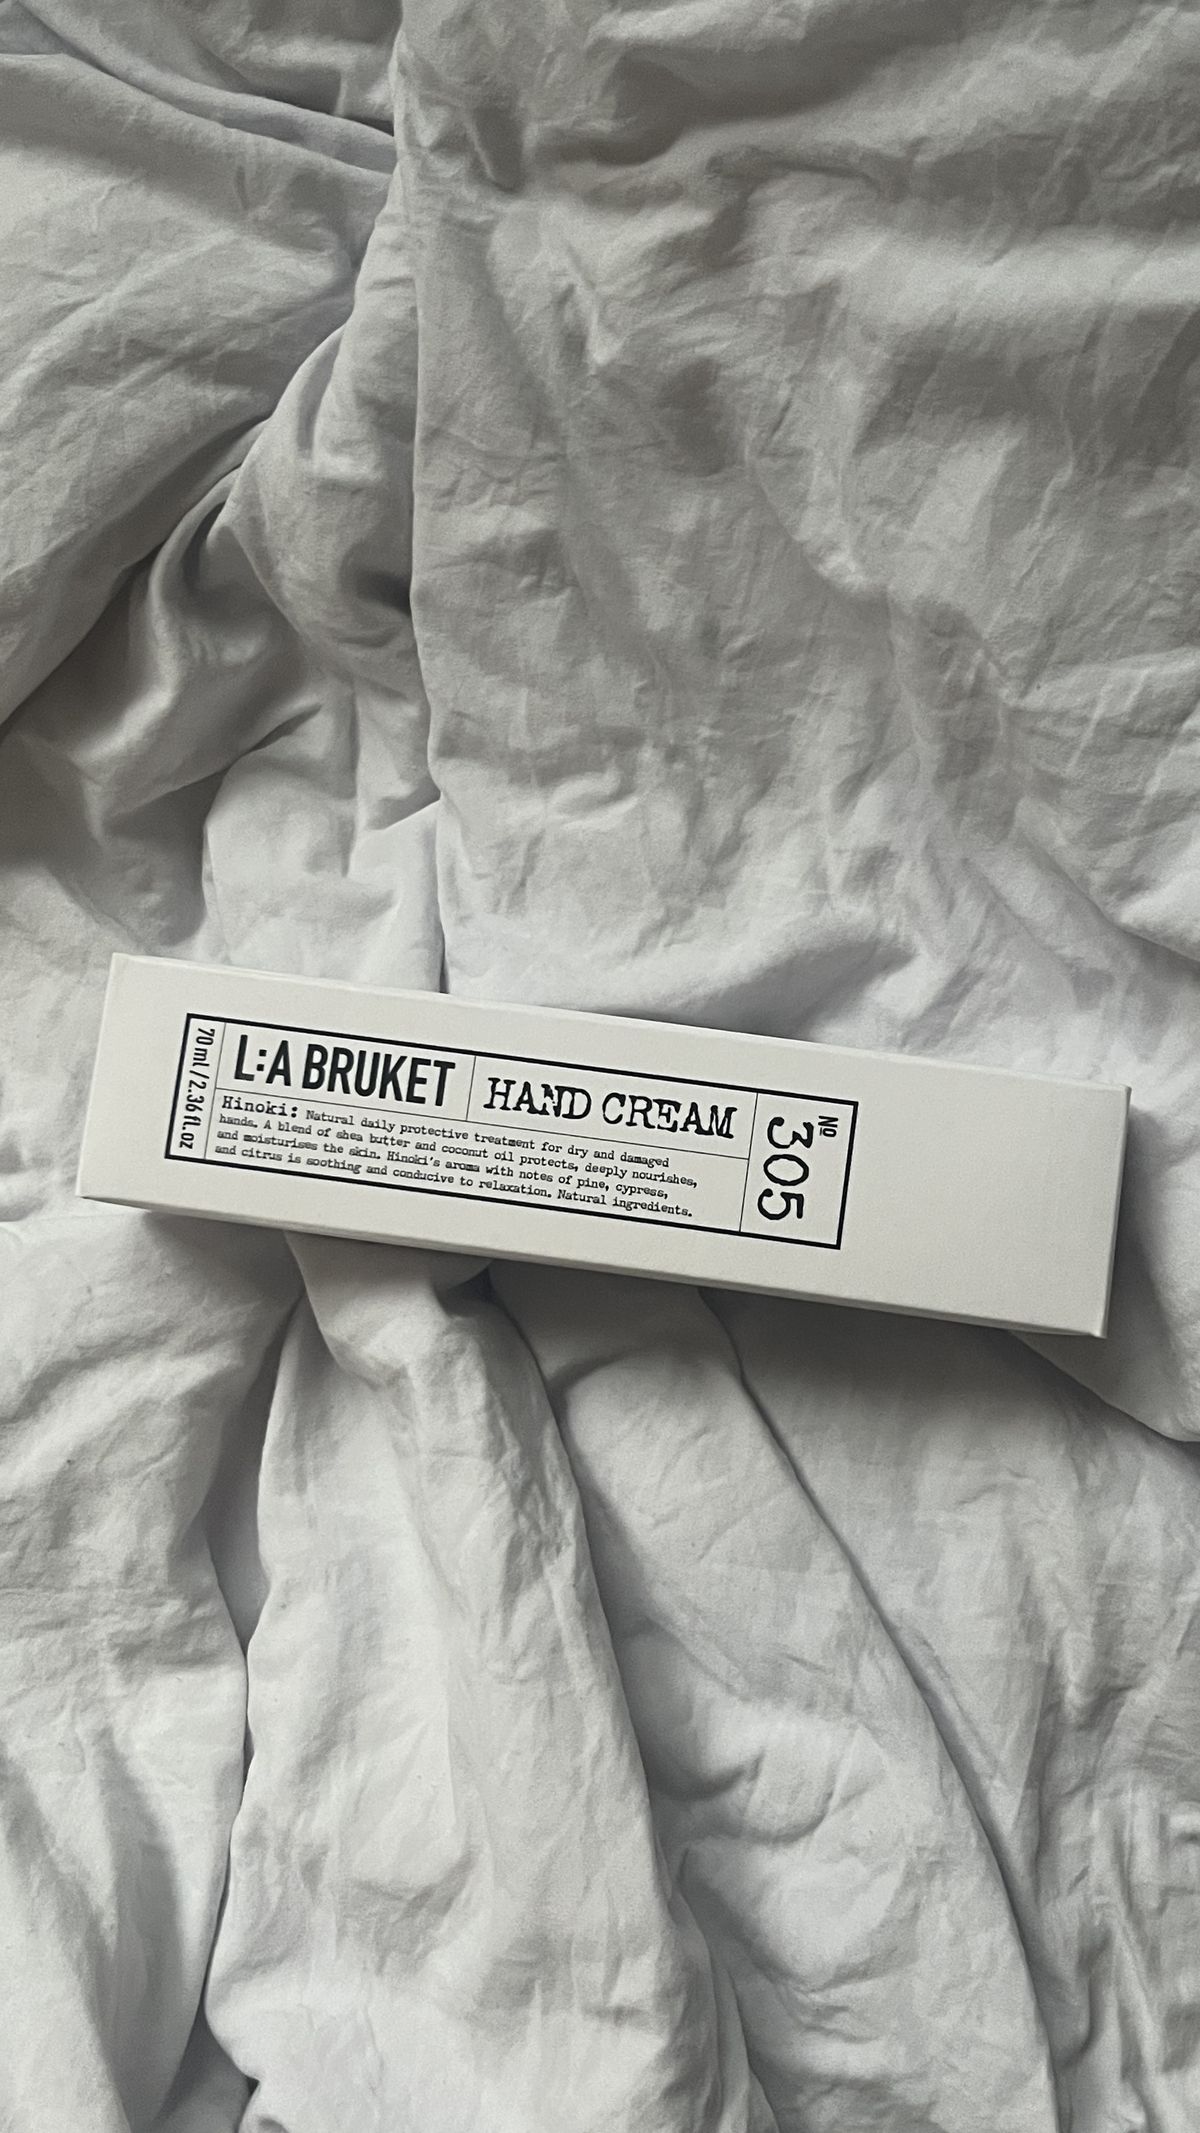 70 ml / 2.36 fl.oz
L:A BRUKET
HAND CREAM
Hinoki: Natural daily protective treatment for dry and damaged
hands. A blend of shea butter and coconut oil protects, deeply nourishes,
and moisturises the skin. Hinoki's aroma with notes of pine, cypress,
and citrus is soothing and conducive to relaxation. Natural ingredients.
Nº
305